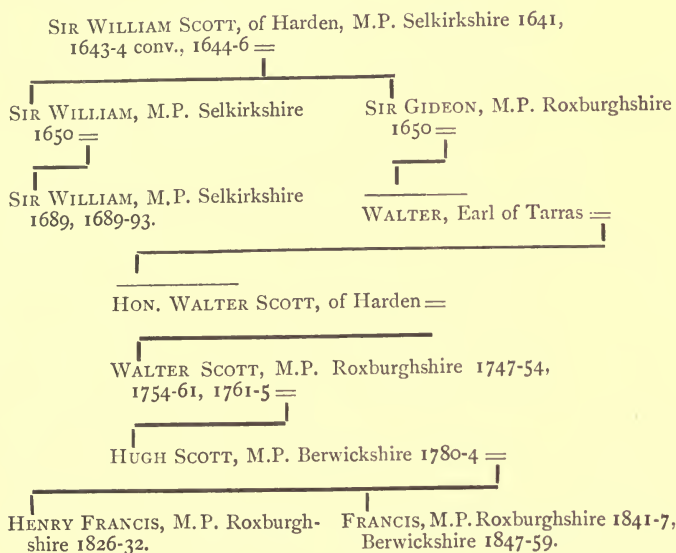 SIR WILLIAM SCOTT, of Harden, M.P. Selkirkshire 1641,
1643-4 conv., 1644-6 =
SIR WILLIAM, M.P. Selkirkshire
1650 =
SIR GIDEON, M.P. Roxburghshire
1650 =
SIR WILLIAM, M.P. Selkirkshire
1689, 1689-93.
WALTER, Earl of Tarras =
HON. WALTER SCOTT, of Harden =
WALTER SCOTT, M.P. Roxburghshire 1747-54,
1754-61, 1761-5 =
HUGH SCOTT, M.P. Berwickshire 1780-4 =
HENRY FRANCIS, M.P. Roxburgh-
shire 1826-32.
FRANCIS, M.P. Roxburghshire 1841-7,
Berwickshire 1847-59.